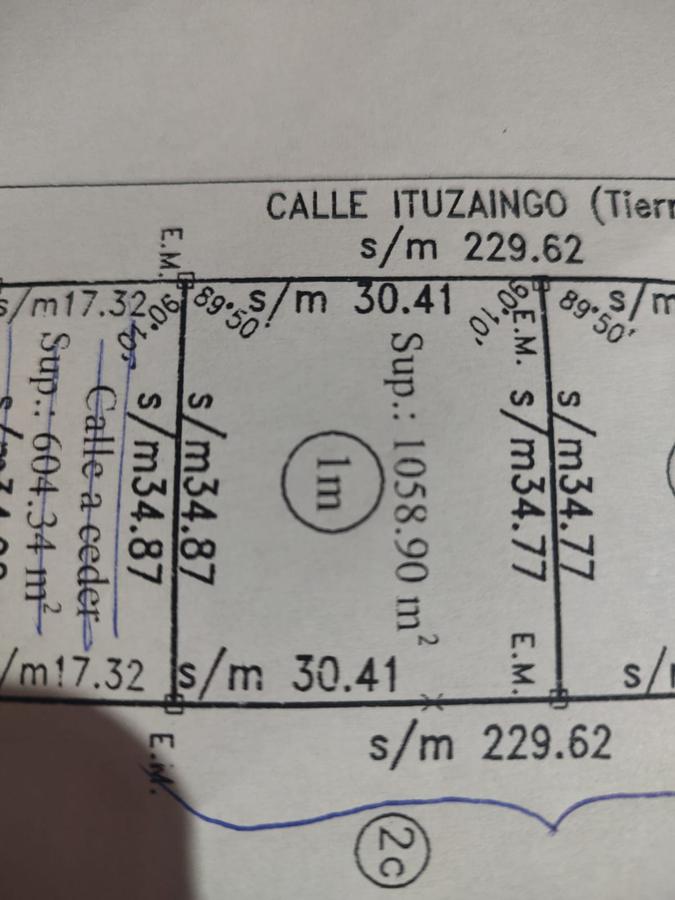 CALLE ITUZAINGO (Tierr
s/m 229.62
E.M.
s/m17.32
90°10'
89°50'
s/m 30.41
90°10'
E.M.
89°50'
s/m
Sup.: 604.34 m²
Calle a ceder
s/m34.87
s/m34.87
1m
Sup.: 1058.90 m²
s/m34.77
s/m34.77
E.M.
/m17.32
s/m 30.41
s/
E.M.
s/m 229.62
2c